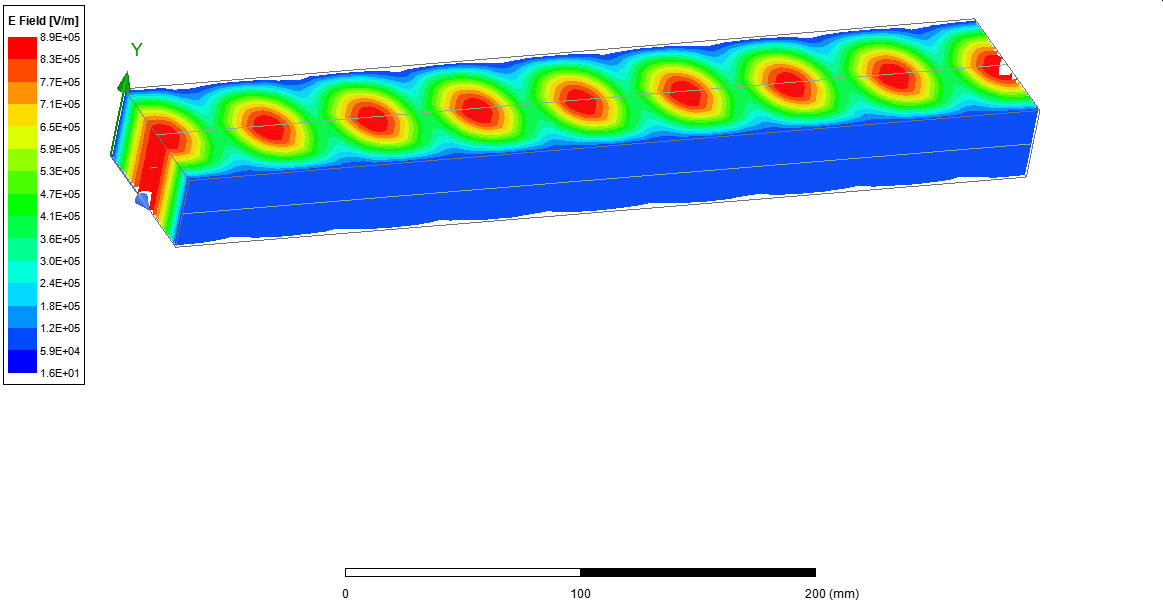 E Field [V/m]
8.9E+05
8.3E+05
7.7E+05
7.1E+05
6.5E+05
5.9E+05
5.3E+05
4.7E+05
4.1E+05
3.6E+05
3.0E+05
2.4E+05
1.8E+05
1.2E+05
5.9E+04
1.6E+01
Y
0 100 200 (mm)